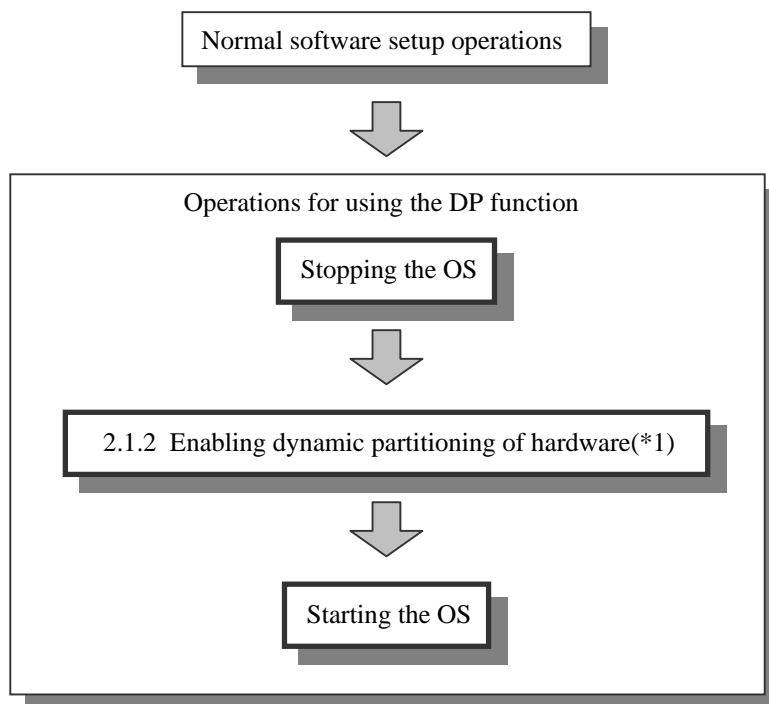 Normal software setup operations
Operations for using the DP function
Stopping the OS
2.1.2 Enabling dynamic partitioning of hardware(*1)
Starting the OS